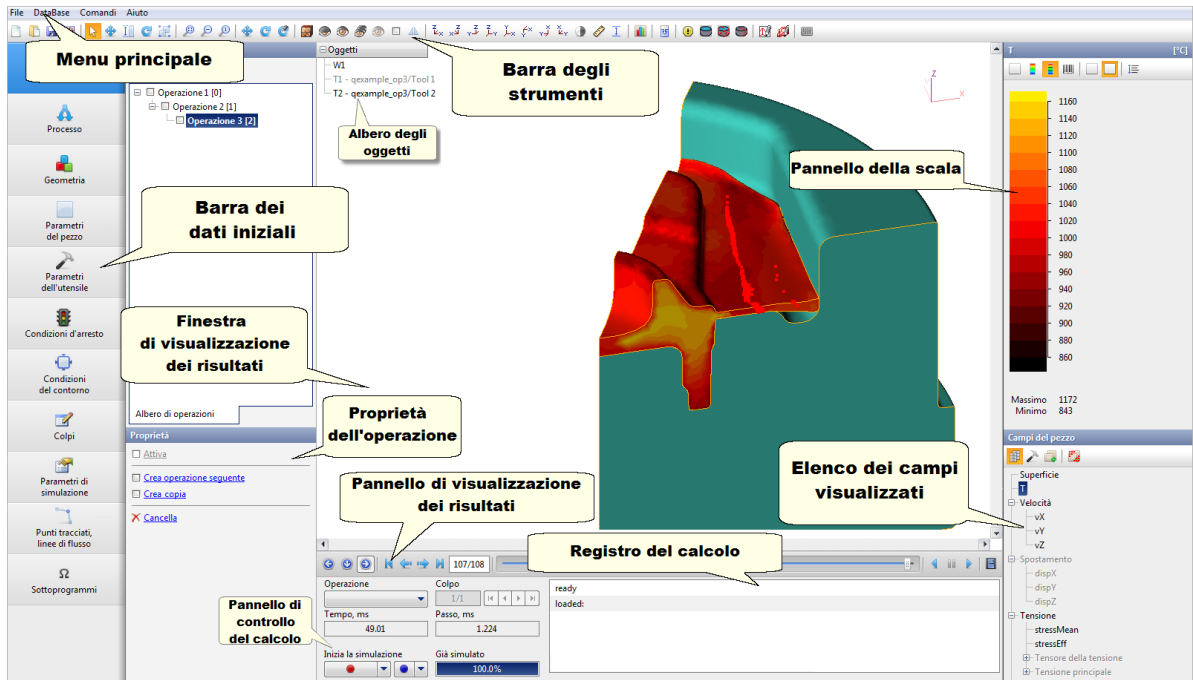 File DataBase Comandi Aiuto
Menu principale
Barra degli
strumenti
Oggetti
W1
T1 - qexample_op3/Tool 1
T2 - qexample_op3/Tool 2
Albero degli
oggetti
Operazione 1 [0]
Operazione 2 [1]
Operazione 3 [2]
Processo
Geometria
Parametri
del pezzo
Parametri
dell'utensile
Condizioni d'arresto
Condizioni
del contorno
Colpi
Parametri di
simulazione
Punti tracciati,
linee di flusso
Ω
Sottoprogrammi
Barra dei
dati iniziali
Finestra
di visualizzazione
dei risultati
Albero di operazioni
Proprietà
Attiva
Crea operazione seguente
Crea copia
Cancella
Proprietà
dell'operazione
Pannello di visualizzazione
dei risultati
Z
X
Pannello della scala
T [°C]
1160
1140
1120
1100
1080
1060
1040
1020
1000
980
960
940
920
900
880
860
Massimo 1172
Minimo 843
Elenco dei campi
visualizzati
Campi del pezzo
Superficie
T
Velocità
vX
vY
vZ
Spostamento
dispX
dispY
dispZ
Tensione
stressMean
stressEff
Tensore della tensione
Tensione principale
Registro del calcolo
107/108
Operazione
Colpo
1/1
Tempo, ms
49.01
Passo, ms
1.224
Inizia la simulazione
Già simulato
100.0%
Pannello di
controllo
del calcolo
ready
loaded: